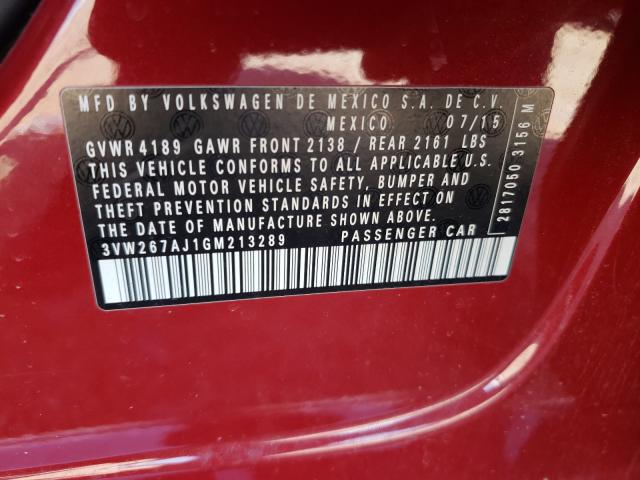 MFD BY VOLKSWAGEN DE MEXICO S.A. DE C.V.
MEXICO 07/15
GVWR 4189 GAWR FRONT 2138 / REAR 2161 LBS
THIS VEHICLE CONFORMS TO ALL APPLICABLE U.S.
FEDERAL MOTOR VEHICLE SAFETY, BUMPER AND
THEFT PREVENTION STANDARDS IN EFFECT ON
THE DATE OF MANUFACTURE SHOWN ABOVE.
3VW267AJ1GM213289 PASSENGER CAR
2817050 3156 M